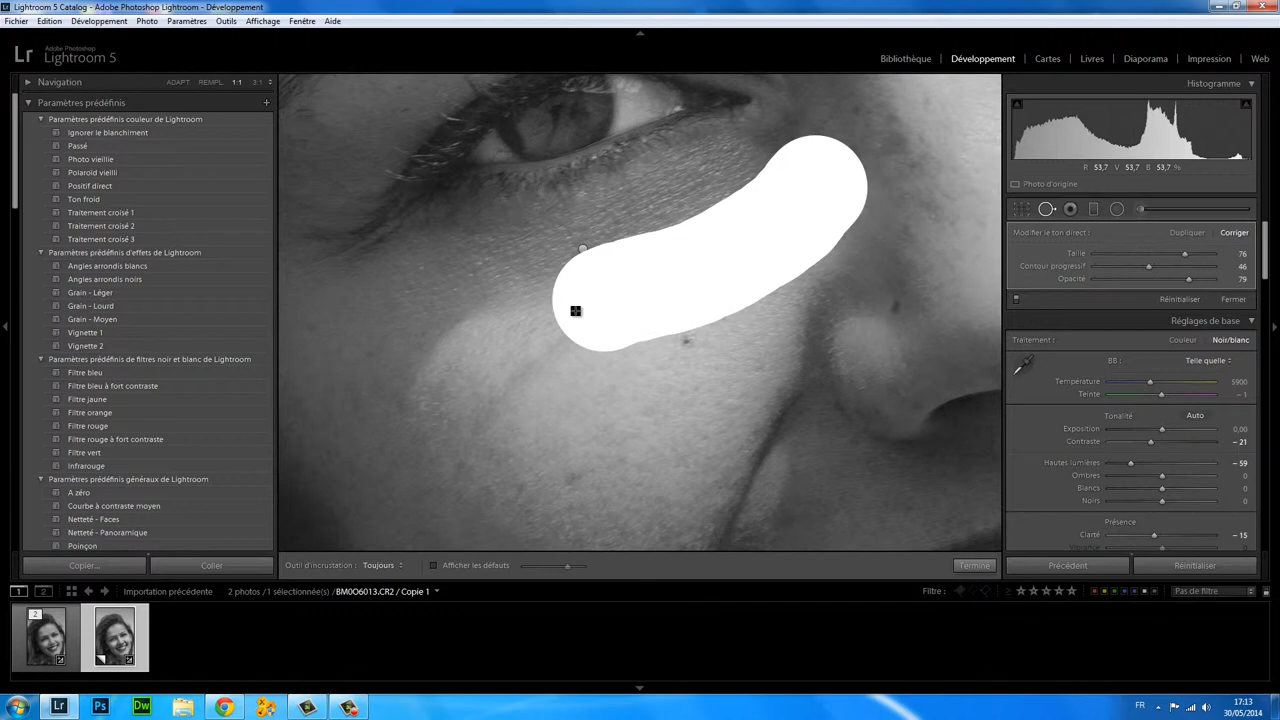 Lightroom 5 Catalog - Adobe Photoshop Lightroom - Développement
Fichier Edition Développement Photo Paramètres Outils Affichage Fenêtre Aide
Lr Adobe Photoshop
Lightroom 5
Bibliothèque Développement Cartes Livres Diaporama Impression Web
Navigation ADAPT REMPL. 1:1 3:1
Paramètres prédéfinis +
Paramètres prédéfinis couleur de Lightroom
Ignorer le blanchiment
Passé
Photo vieillie
Polaroid vieilli
Positif direct
Ton froid
Traitement croisé 1
Traitement croisé 2
Traitement croisé 3
Paramètres prédéfinis d'effets de Lightroom
Angles arrondis blancs
Angles arrondis noirs
Grain - Léger
Grain - Lourd
Grain - Moyen
Vignette 1
Vignette 2
Paramètres prédéfinis de filtres noir et blanc de Lightroom
Filtre bleu
Filtre bleu à fort contraste
Filtre jaune
Filtre orange
Filtre rouge
Filtre rouge à fort contraste
Filtre vert
Infrarouge
Paramètres prédéfinis généraux de Lightroom
A zéro
Courbe à contraste moyen
Netteté - Faces
Netteté - Panoramique
Poinçon
Copier... Coller
Histogramme
R 53,7 V 53,7 B 53,7 %
Photo d'origine
Modifier le ton direct : Dupliquer Corriger
Taille 76
Contour progressif 46
Opacité 79
Réinitialiser Fermer
Réglages de base
Traitement : Couleur Noir/blanc
BB : Telle quelle
Température 5900
Teinte – 1
Tonalité Auto
Exposition 0,00
Contraste – 21
Hautes lumières – 59
Ombres 0
Blancs 0
Noirs 0
Présence
Clarté – 15
Précédent Réinitialiser
Outil d'incrustation : Toujours Afficher les défauts Terminé
1 2 Importation précédente 2 photos /1 sélectionnée(s) /BM0O6013.CR2 / Copie 1 Filtre : Pas de filtre
2
Lr Ps Dw FR 17:13
30/05/2014